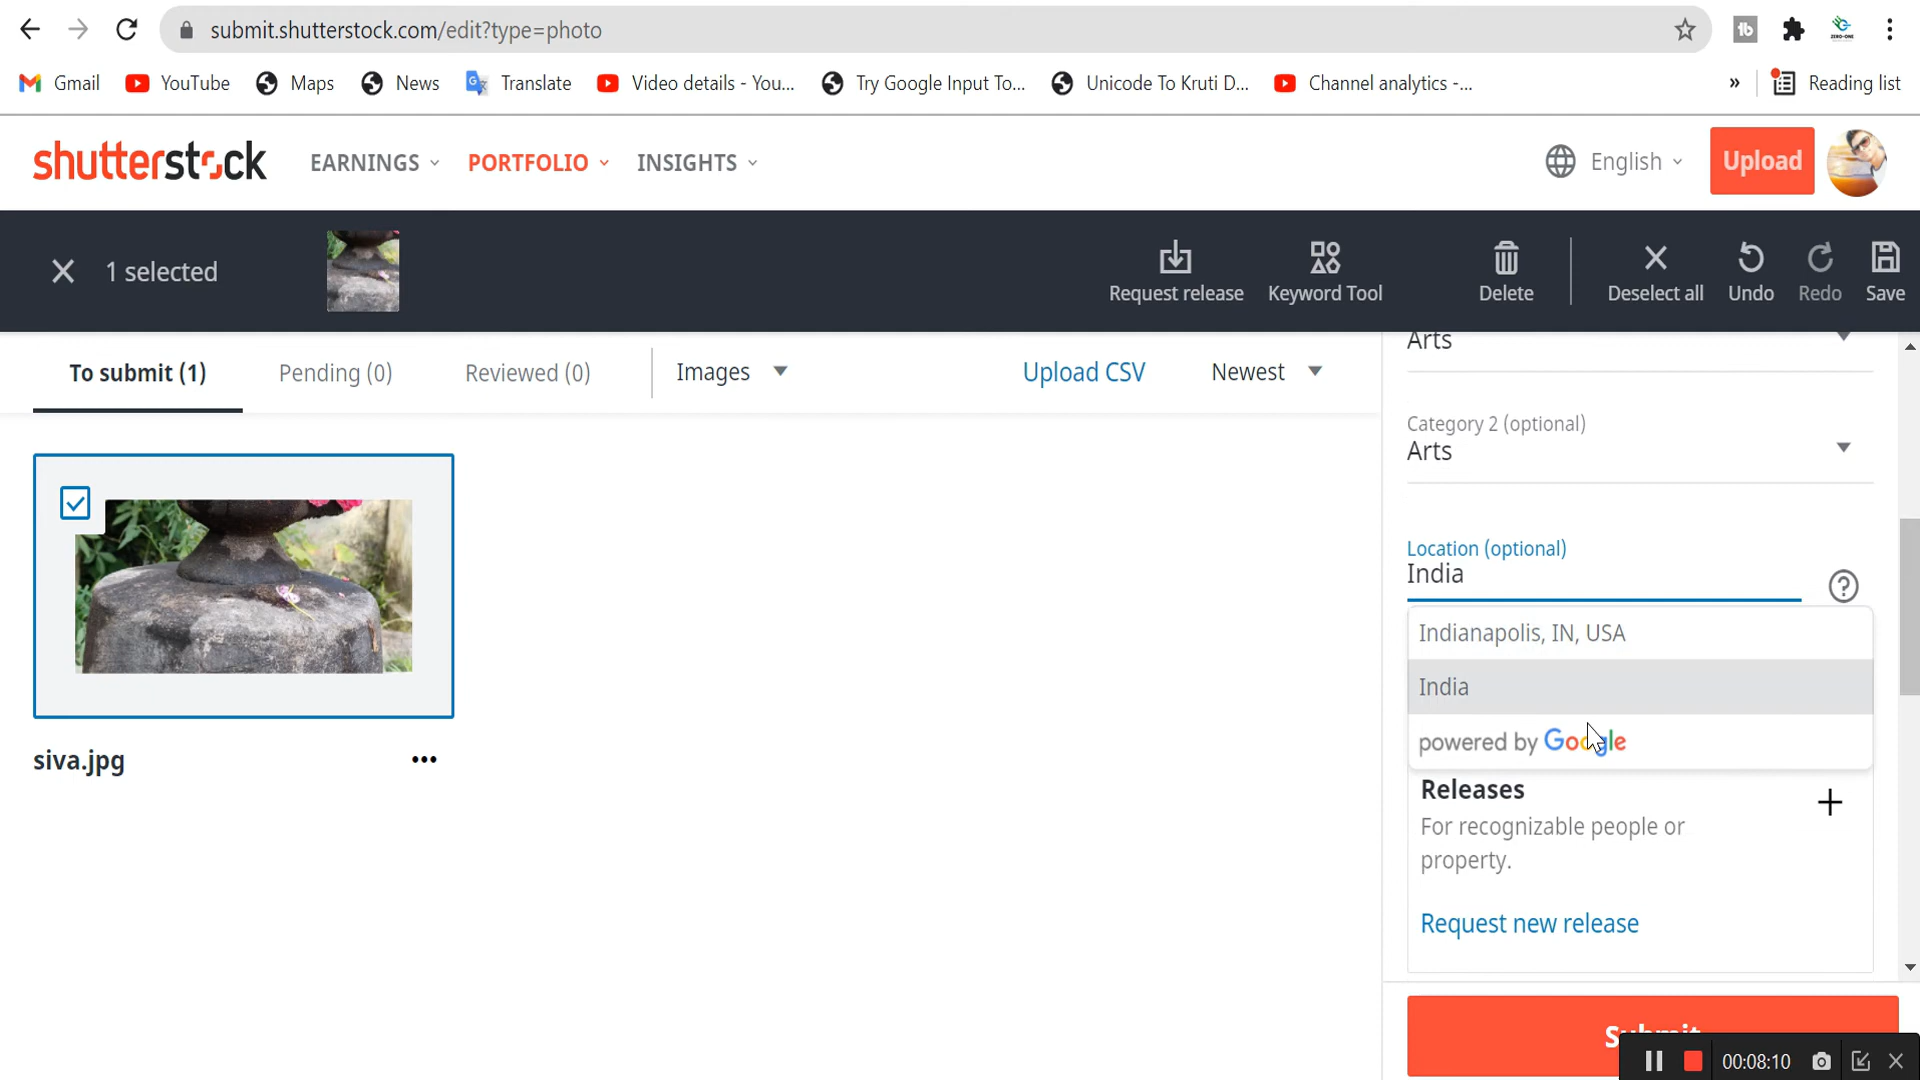 submit.shutterstock.com/edit?type=photo
Gmail YouTube Maps News Translate Video details - You... Try Google Input To... Unicode To Kruti D... Channel analytics -... » Reading list
shutterstock EARNINGS PORTFOLIO INSIGHTS English Upload
1 selected Request release Keyword Tool Delete Deselect all Undo Redo Save
To submit (1) Pending (0) Reviewed (0) Images Upload CSV Newest
Arts
Category 2 (optional)
Arts
Location (optional)
India
Indianapolis, IN, USA
India
powered by Google
siva.jpg
Releases
For recognizable people or
property.
Request new release
Submit
00:08:10